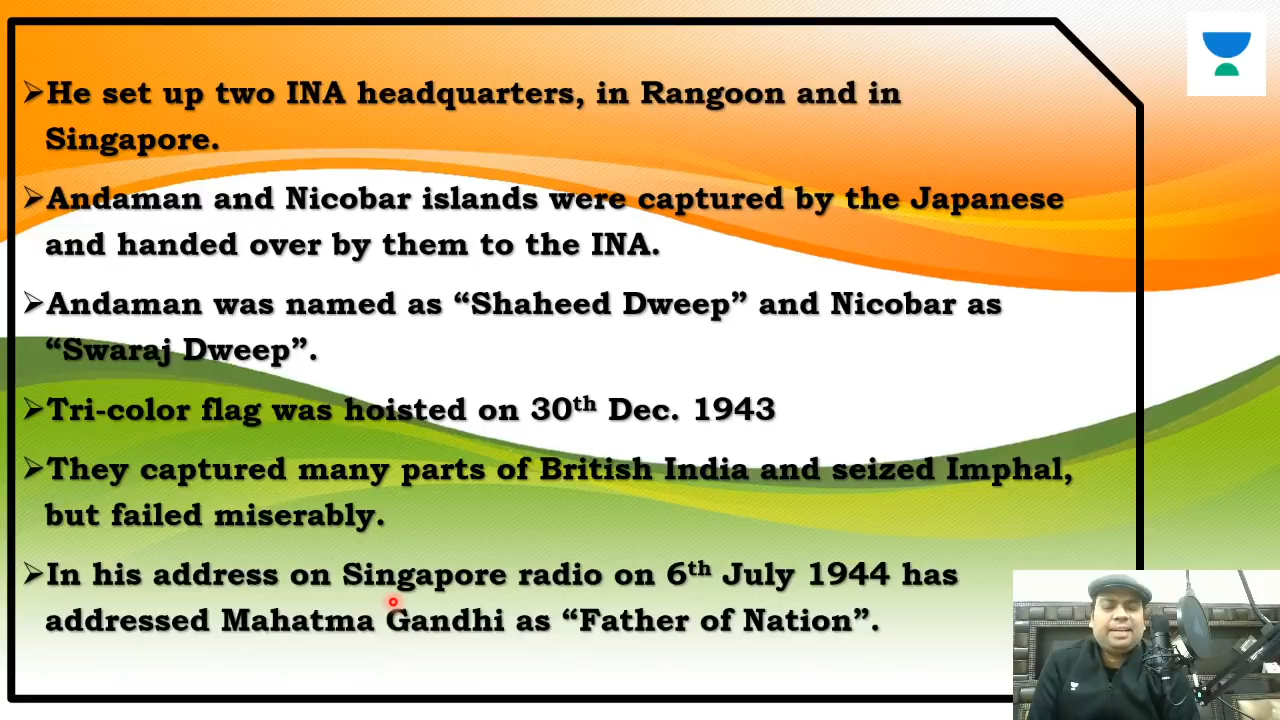 ➢He set up two INA headquarters, in Rangoon and in
Singapore.
➢Andaman and Nicobar islands were captured by the Japanese
and handed over by them to the INA.
➢Andaman was named as “Shaheed Dweep” and Nicobar as
“Swaraj Dweep”.
➢Tri-color flag was hoisted on 30th Dec. 1943
➢They captured many parts of British India and seized Imphal,
but failed miserably.
➢In his address on Singapore radio on 6th July 1944 has
addressed Mahatma Gandhi as “Father of Nation”.